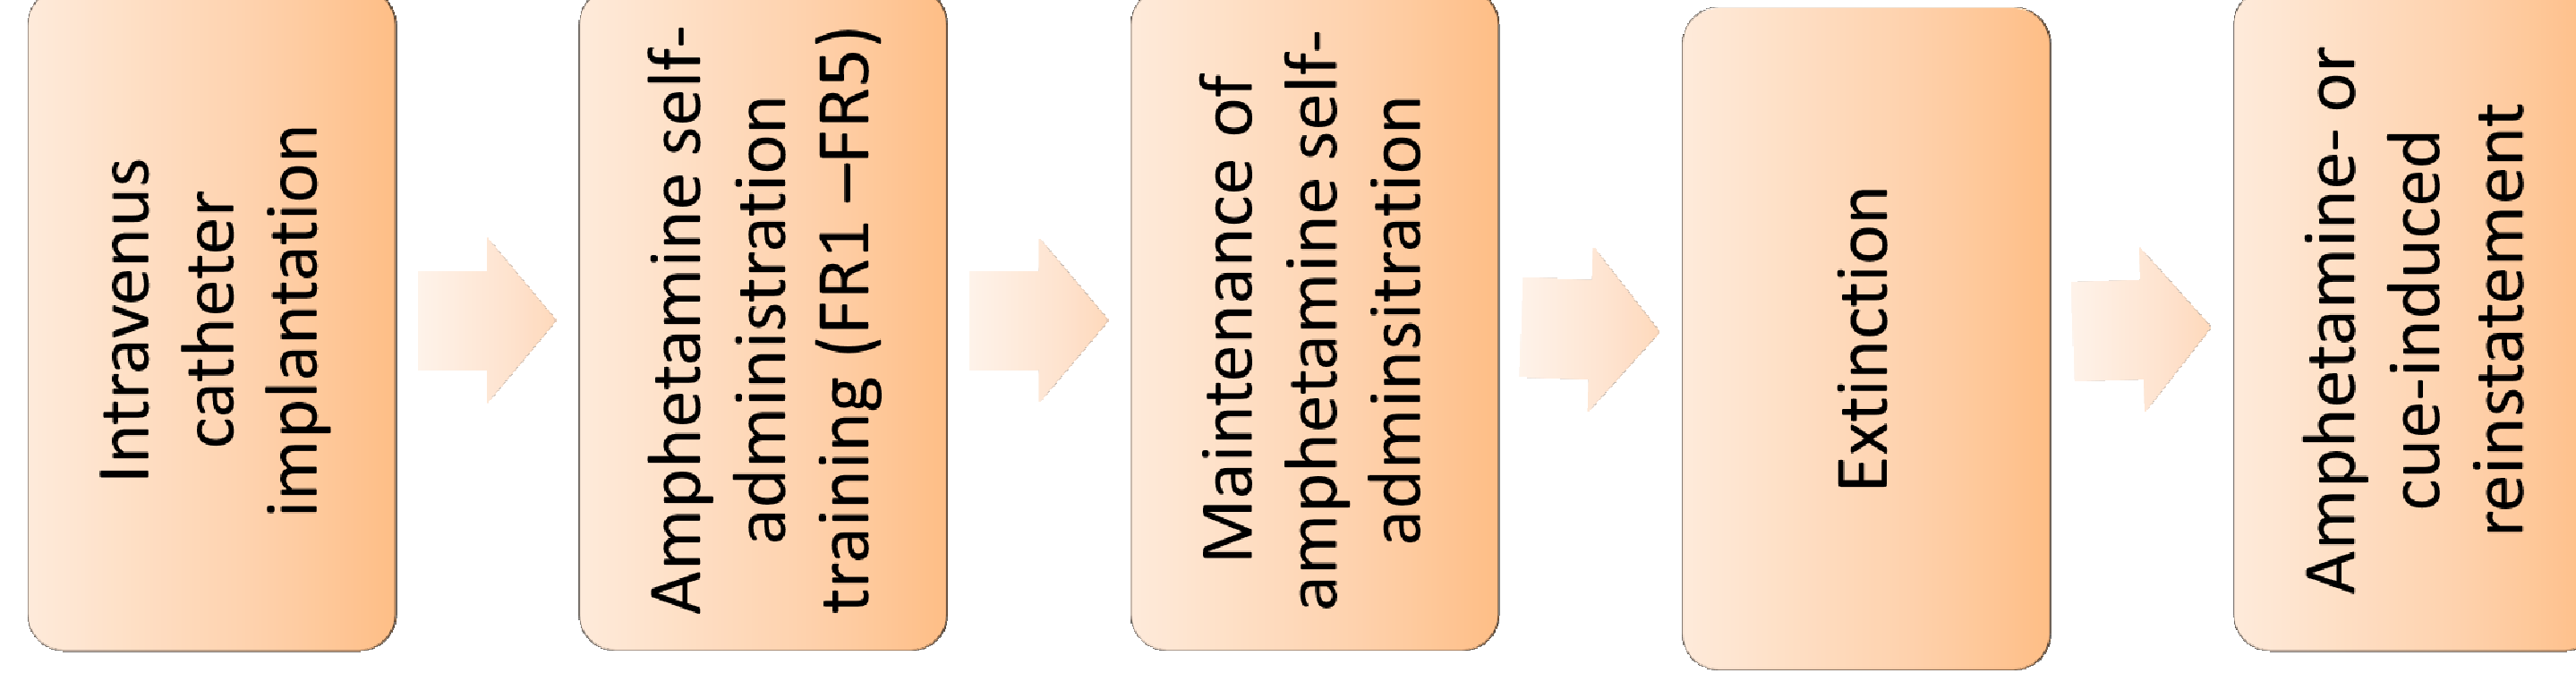 Intravenus
catheter
implantation
Amphetamine self-
administration
training (FR1 –FR5)
Maintenance of
amphetamine self-
adminsitration
Extinction
Amphetamine- or
cue-induced
reinstatement